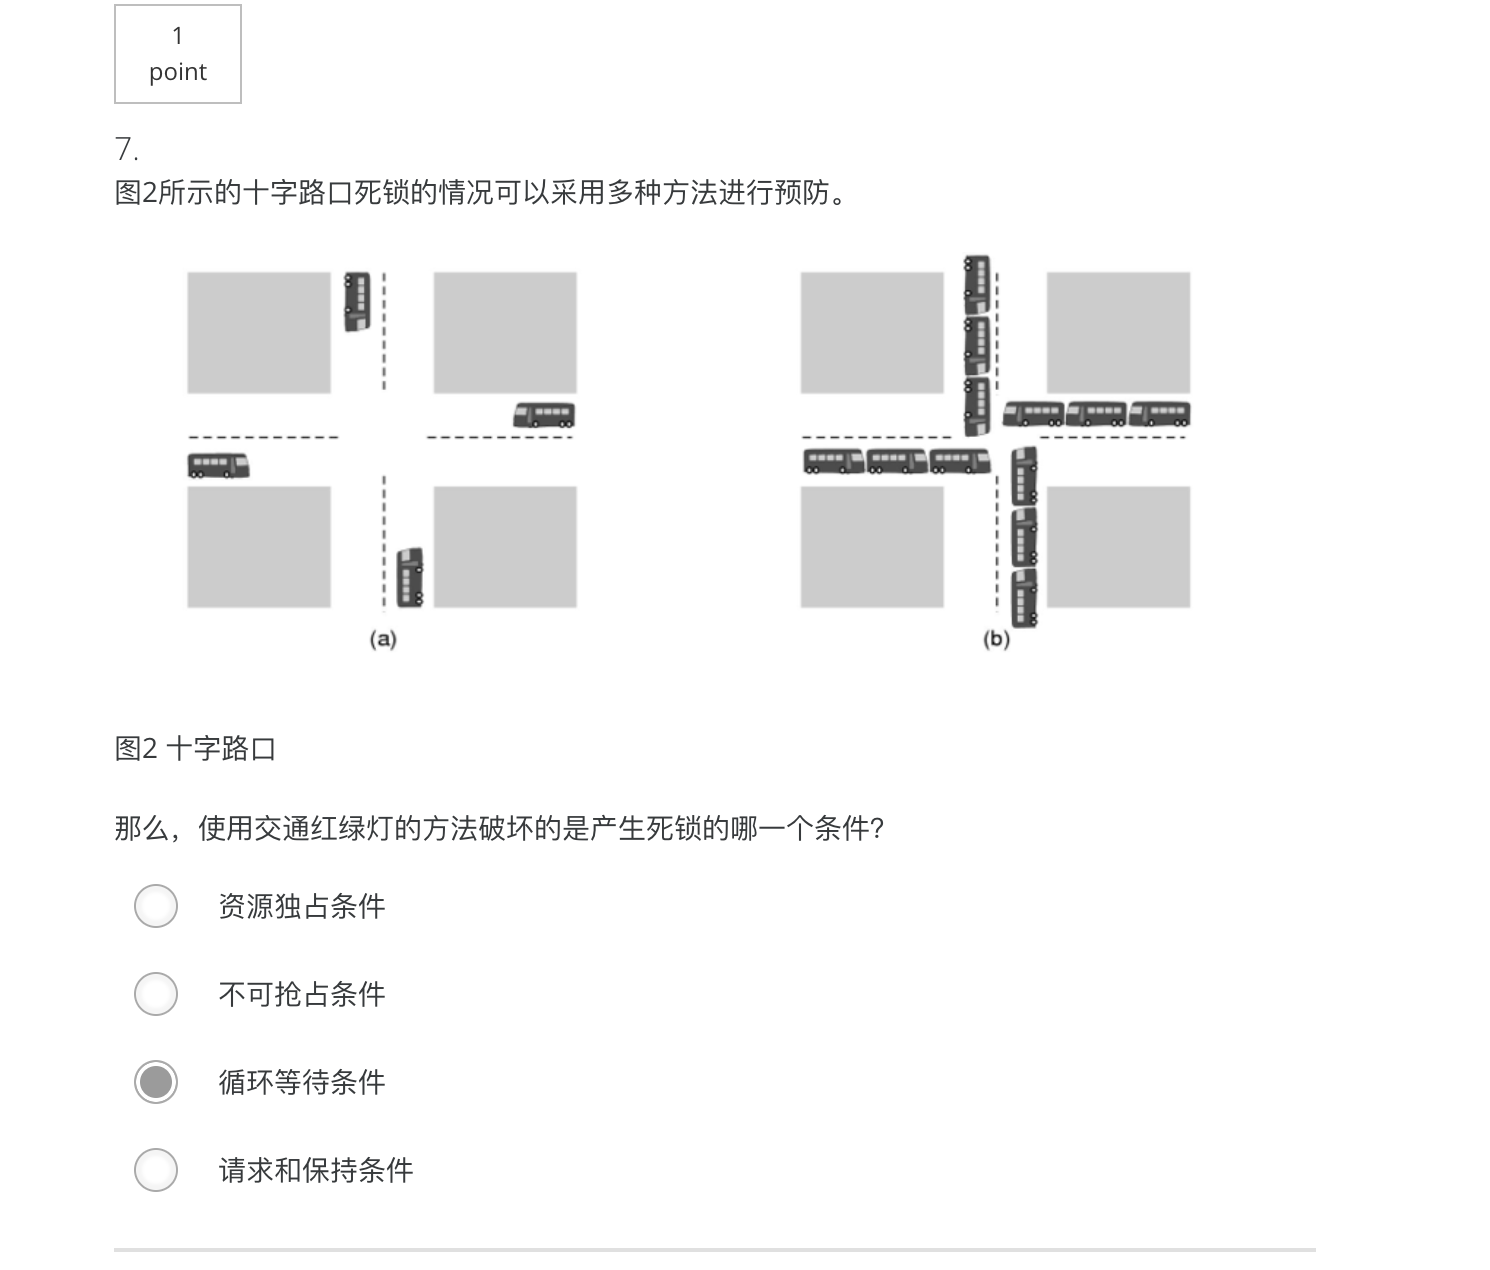 1
point
7.
图2所示的十字路口死锁的情况可以采用多种方法进行预防。
(a)
(b)
图2 十字路口
那么，使用交通红绿灯的方法破坏的是产生死锁的哪一个条件?
资源独占条件
不可抢占条件
循环等待条件
请求和保持条件